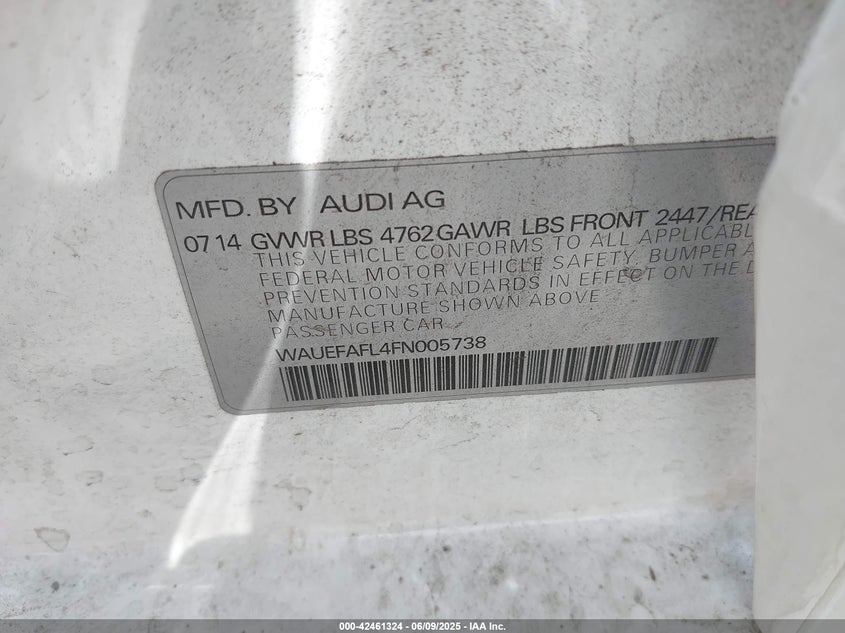 MFD. BY AUDI AG
07 14 GVWR LBS 4762 GAWR LBS FRONT 2447/REA
THIS VEHICLE CONFORMS TO ALL APPLICABL
FEDERAL MOTOR VEHICLE SAFETY, BUMPER A
PREVENTION STANDARDS IN EFFECT ON THE D
MANUFACTURE SHOWN ABOVE
PASSENGER CAR
WAUEFAFL4FN005738
000-42461324 | 06/09/2025 - IAA Inc.